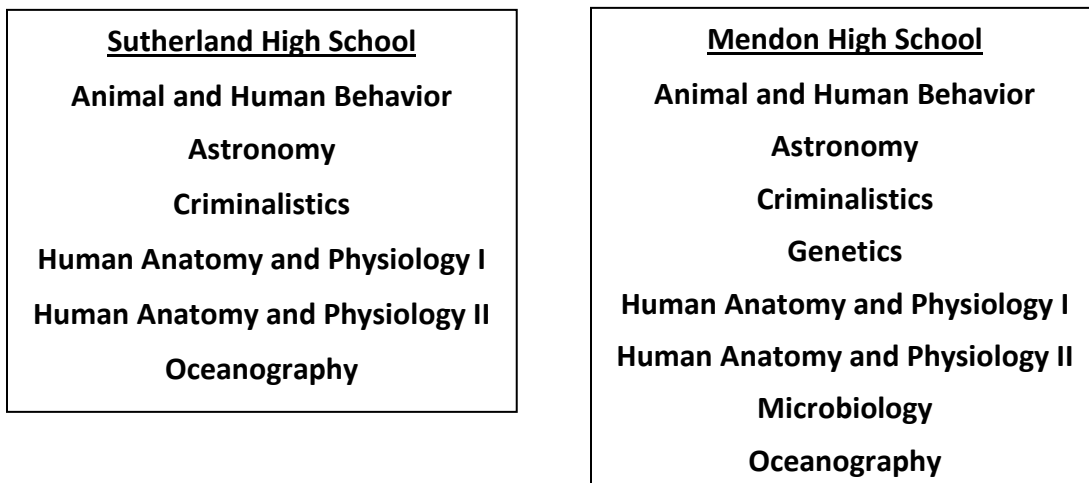 Sutherland High School
Animal and Human Behavior
Astronomy
Criminalistics
Human Anatomy and Physiology I
Human Anatomy and Physiology II
Oceanography
Mendon High School
Animal and Human Behavior
Astronomy
Criminalistics
Genetics
Human Anatomy and Physiology I
Human Anatomy and Physiology II
Microbiology
Oceanography